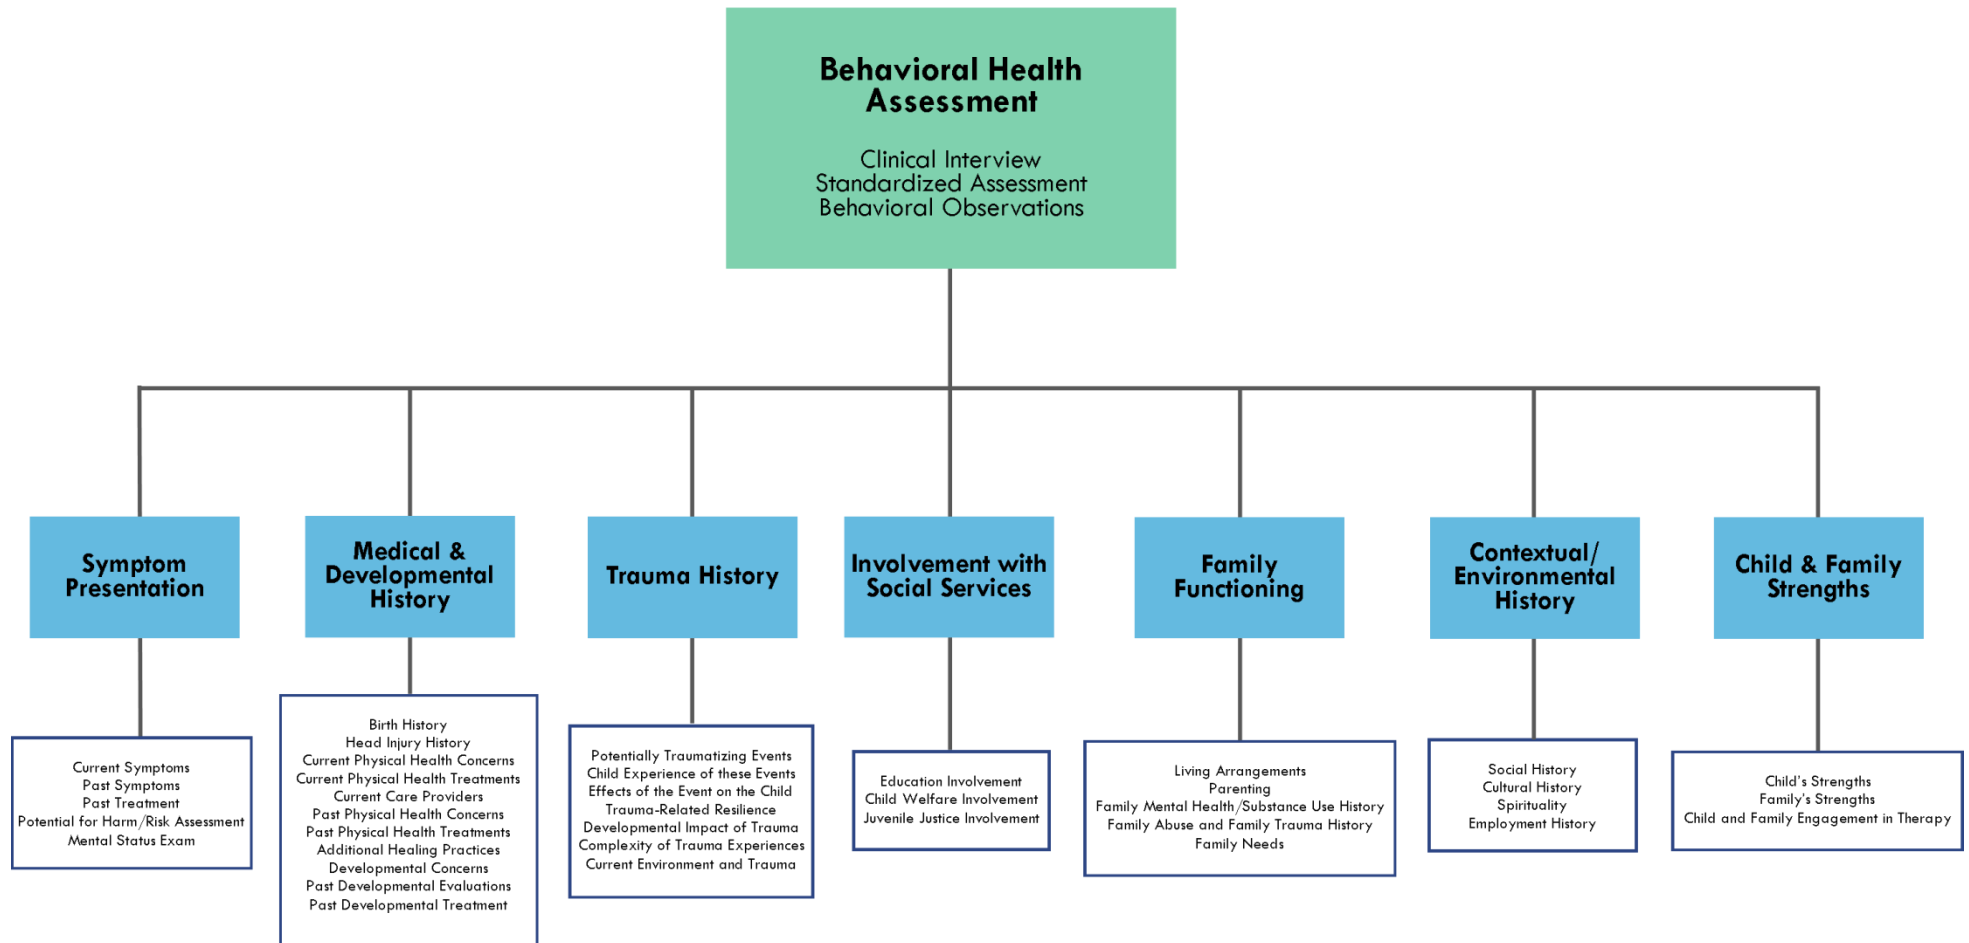 Behavioral Health
Assessment
Clinical Interview
Standardized Assessment
Behavioral Observations
Symptom
Presentation
Medical &
Developmental
History
Trauma History
Involvement with
Social Services
Family
Functioning
Contextual/
Environmental
History
Child & Family
Strengths
Current Symptoms
Past Symptoms
Past Treatment
Potential for Harm/Risk Assessment
Mental Status Exam
Birth History
Head Injury History
Current Physical Health Concerns
Current Physical Health Treatments
Current Care Providers
Past Physical Health Concerns
Past Physical Health Treatments
Additional Healing Practices
Developmental Concerns
Past Developmental Evaluations
Past Developmental Treatment
Potentially Traumatizing Events
Child Experience of these Events
Effects of the Event on the Child
Trauma-Related Resilience
Developmental Impact of Trauma
Complexity of Trauma Experiences
Current Environment and Trauma
Education Involvement
Child Welfare Involvement
Juvenile Justice Involvement
Living Arrangements
Parenting
Family Mental Health/Substance Use History
Family Abuse and Family Trauma History
Family Needs
Social History
Cultural History
Spirituality
Employment History
Child's Strengths
Family's Strengths
Child and Family Engagement in Therapy